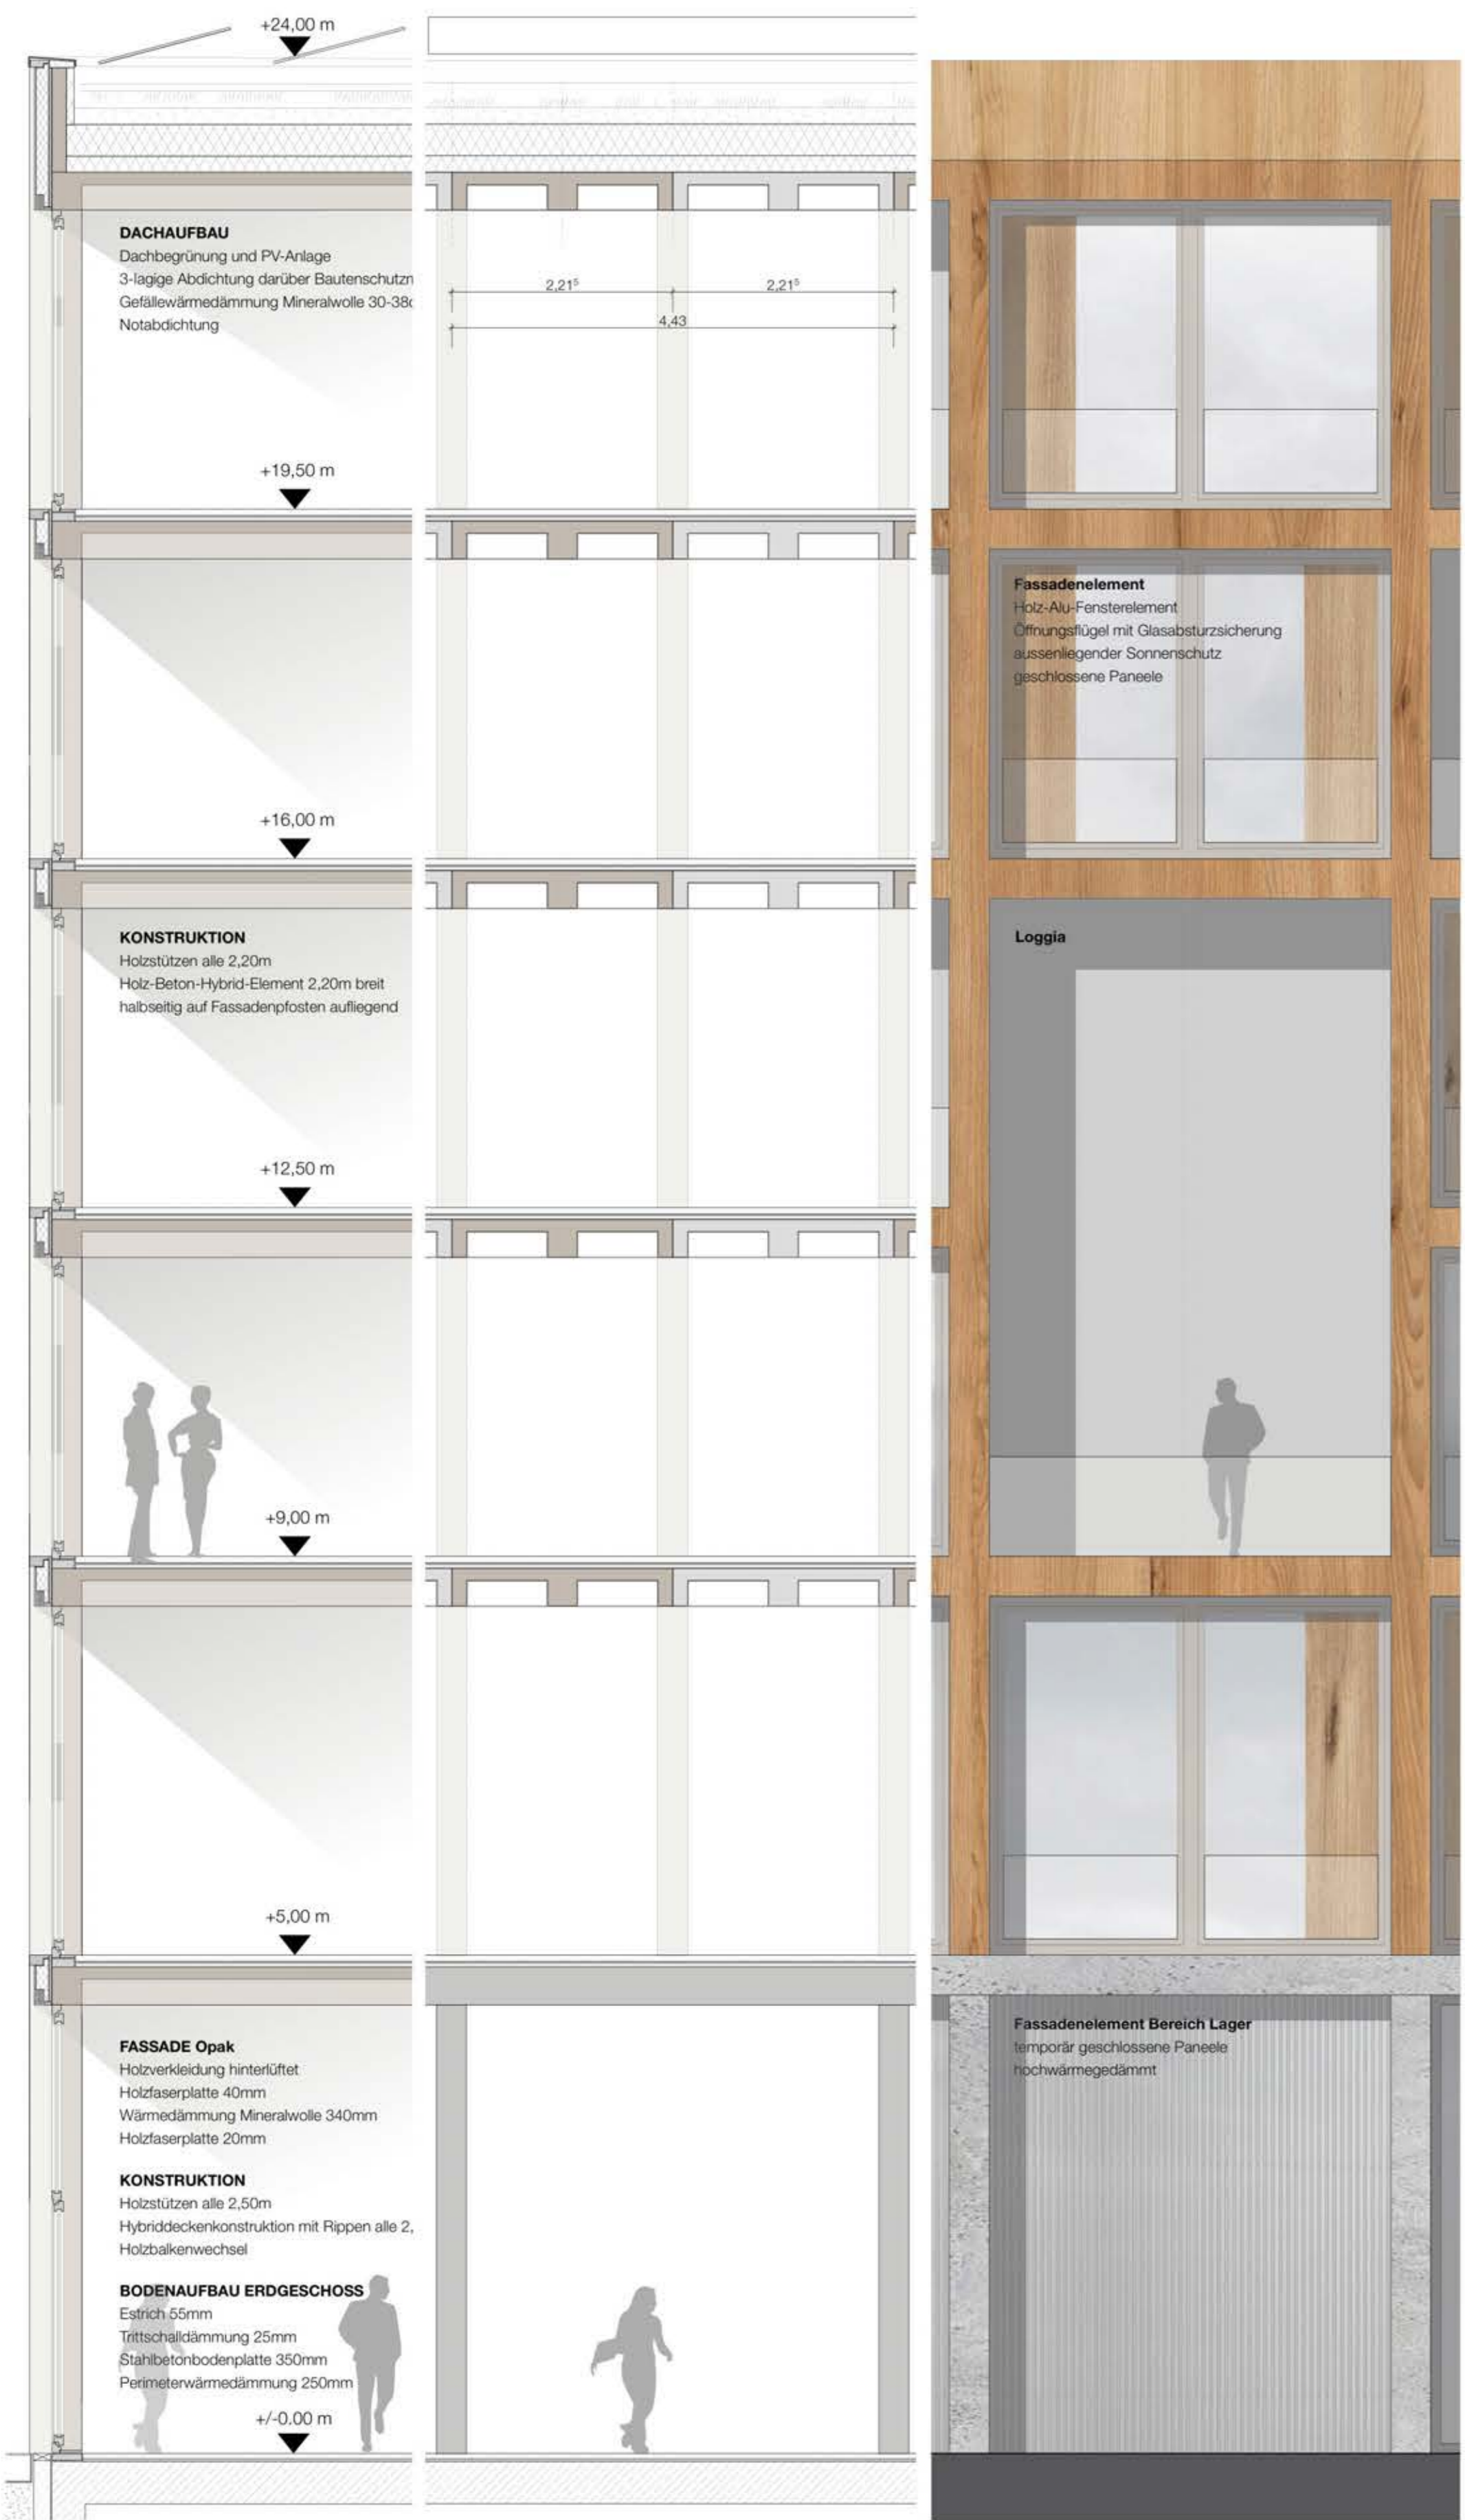 +24,00 m
DACHAUFBAU
Dachbegrünung und PV-Anlage
3-lagige Abdichtung darüber Bautenschutzm
Gefällewärmedämmung Mineralwolle 30-38c
Notabdichtung
2,21⁵
2,21⁵
4,43
+19,50 m
Fassadenelement
Holz-Alu-Fensterelement
Öffnungsflügel mit Glasabsturzsicherung
aussenliegender Sonnenschutz
geschlossene Paneele
+16,00 m
KONSTRUKTION
Holzstützen alle 2,20m
Holz-Beton-Hybrid-Element 2,20m breit
halbseitig auf Fassadenpfosten aufliegend
Loggia
+12,50 m
+9,00 m
+5,00 m
FASSADE Opak
Holzverkleidung hinterlüftet
Holzfaserplatte 40mm
Wärmedämmung Mineralwolle 340mm
Holzfaserplatte 20mm
KONSTRUKTION
Holzstützen alle 2,50m
Hybriddeckenkonstruktion mit Rippen alle 2,
Holzbalkenwechsel
BODENAUFBAU ERDGESCHOSS
Estrich 55mm
Trittschalldämmung 25mm
Stahlbetonbodenplatte 350mm
Perimeterwärmedämmung 250mm
+/-0.00 m
Fassadenelement Bereich Lager
temporär geschlossene Paneele
hochwärmegedämmt